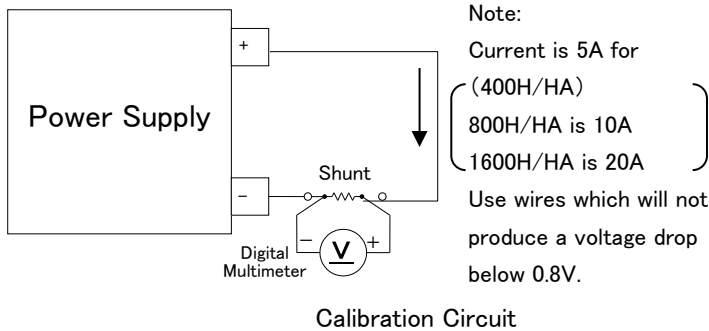 Power Supply
+
−
Shunt
− V +
Digital
Multimeter
Note:
Current is 5A for
(400H/HA)
800H/HA is 10A
1600H/HA is 20A
Use wires which will not
produce a voltage drop
below 0.8V.
Calibration Circuit